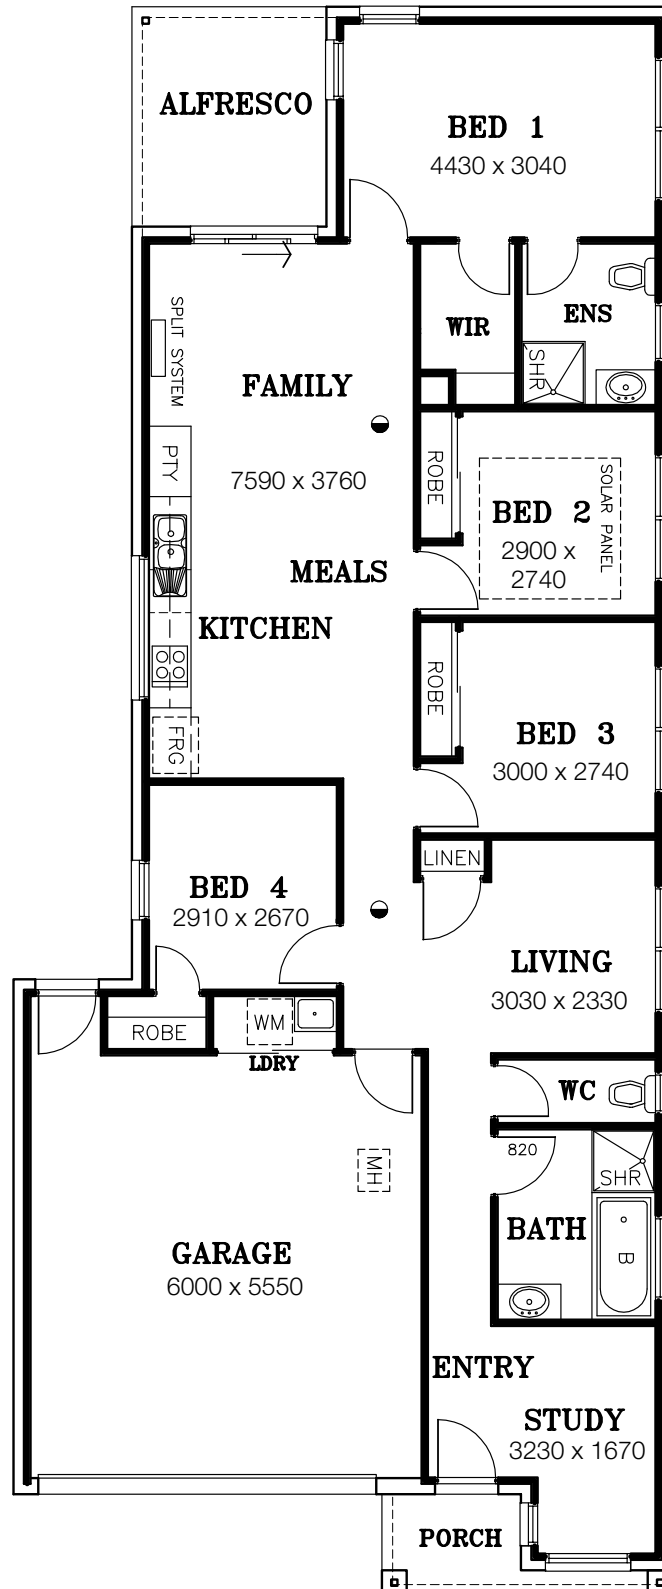 ALFRESCO
BED 1
4430 x 3040
WIR
ENS
SHR
SPLIT SYSTEM
FAMILY
7590 x 3760
PTY
MEALS
KITCHEN
FRG
ROBE
BED 2
2900 x
2740
SOLAR PANEL
ROBE
BED 3
3000 x 2740
LINEN
BED 4
2910 x 2670
LIVING
3030 x 2330
ROBE
WM
LDRY
WC
820
SHR
MH
BATH
B
GARAGE
6000 x 5550
ENTRY
STUDY
3230 x 1670
PORCH